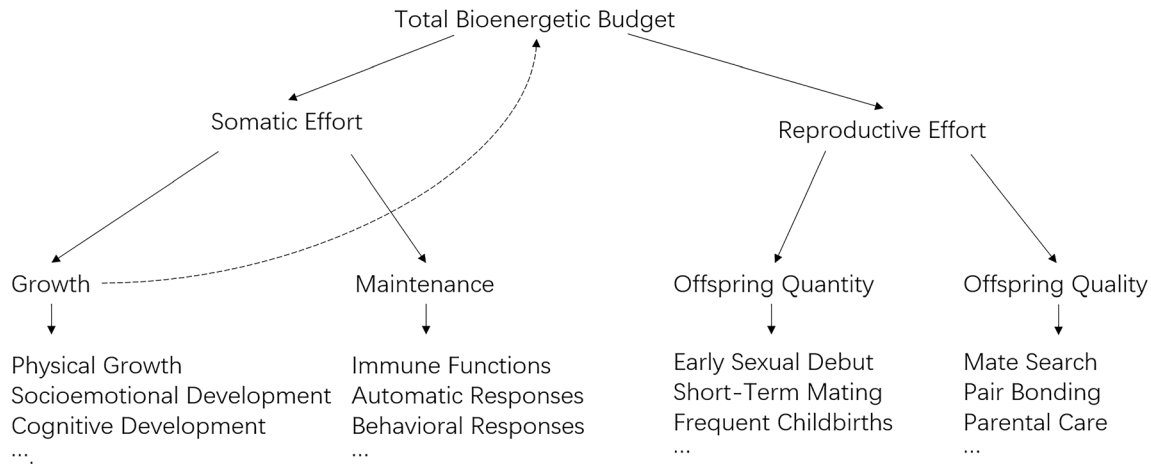 Total Bioenergetic Budget
Somatic Effort
Reproductive Effort
Growth
Maintenance
Offspring Quantity
Offspring Quality
Physical Growth
Socioemotional Development
Cognitive Development
...
.
Immune Functions
Automatic Responses
Behavioral Responses
...
Early Sexual Debut
Short-Term Mating
Frequent Childbirths
...
Mate Search
Pair Bonding
Parental Care
...